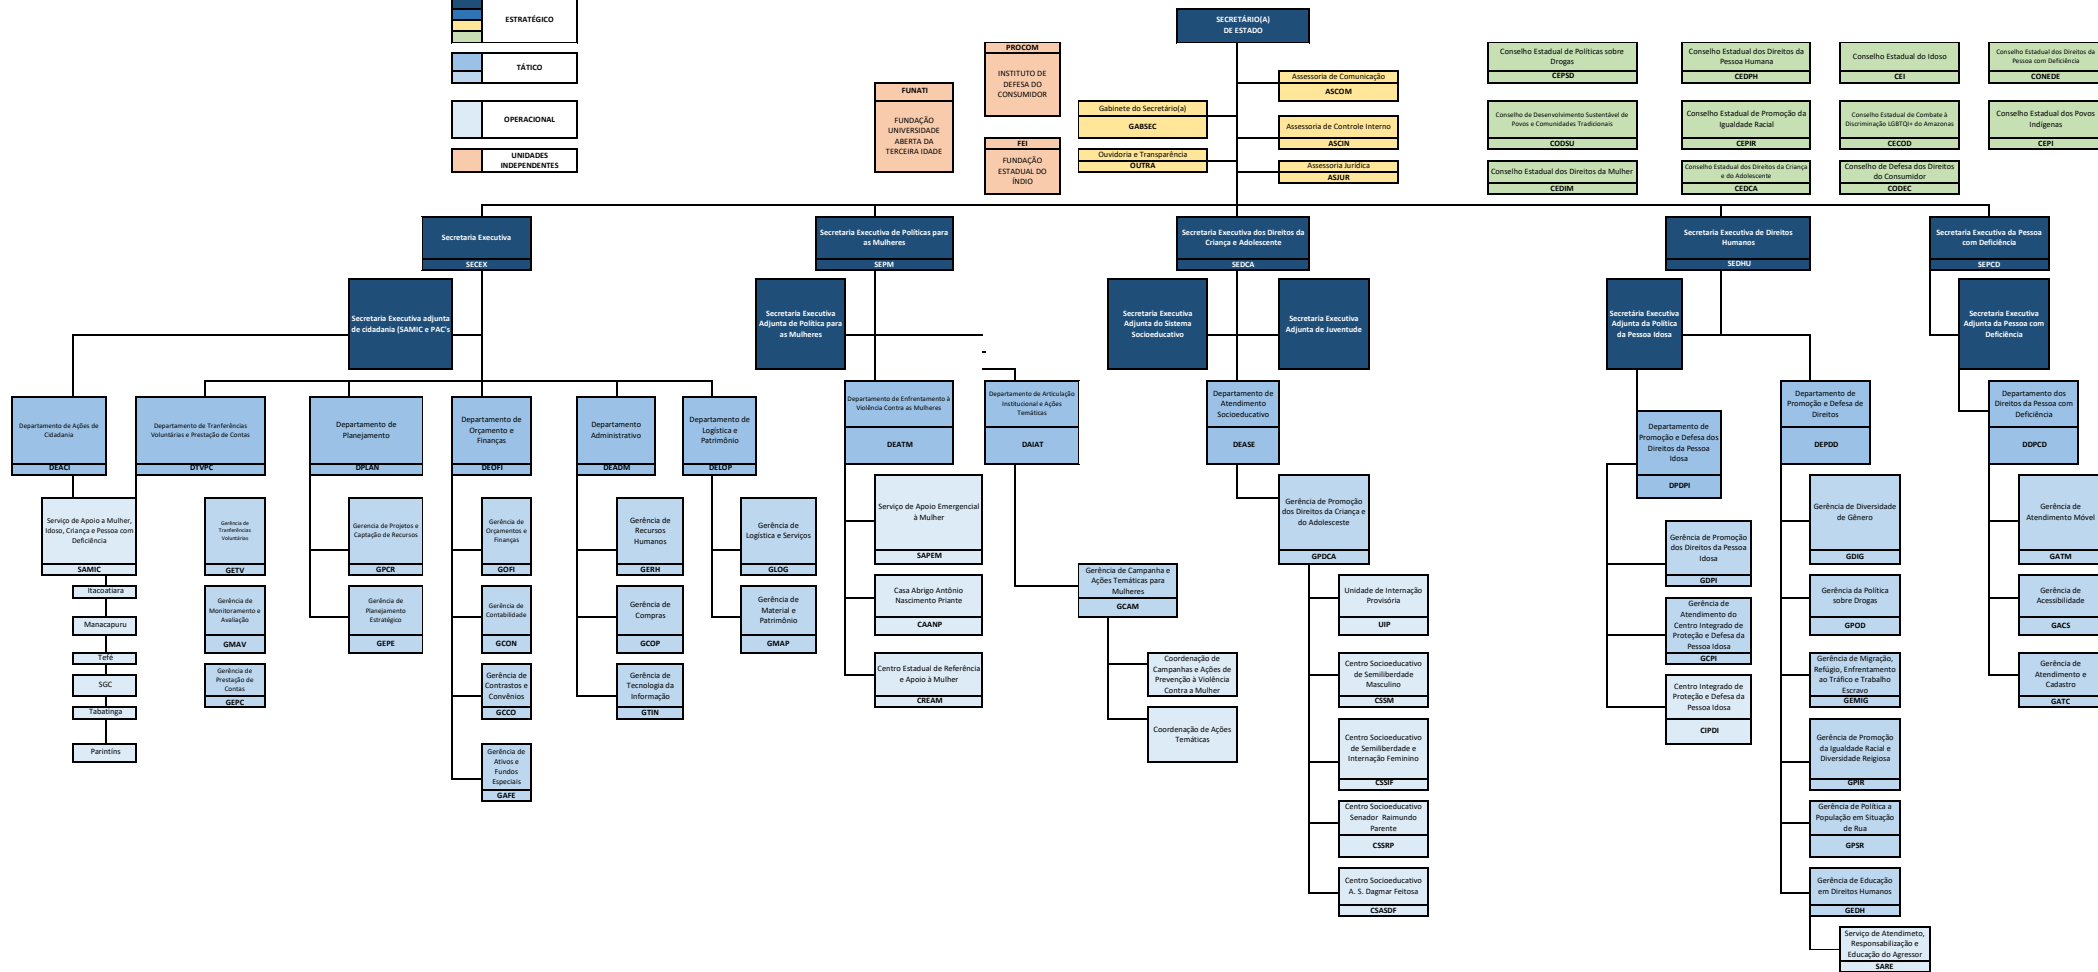 ESTRATÉGICO
TÁTICO
OPERACIONAL
UNIDADES
INDEPENDENTES
SECRETÁRIO(A)
DE ESTADO
FUNATI
FUNDAÇÃO
UNIVERSIDADE
ABERTA DA
TERCEIRA IDADE
PROCOM
INSTITUTO DE
DEFESA DO
CONSUMIDOR
FEI
FUNDAÇÃO
ESTADUAL DO
ÍNDIO
Gabinete do Secretário(a)
GABSEC
Ouvidoria e Transparência
OUTRA
Assessoria de Comunicação
ASCOM
Assessoria de Controle Interno
ASCIN
Assessoria Jurídica
ASJUR
Conselho Estadual de Políticas sobre
Drogas
CEPSD
Conselho Estadual dos Direitos da
Pessoa Humana
CEDPH
Conselho Estadual do Idoso
CEI
Conselho Estadual dos Direitos da
Pessoa com Deficiência
CONEDE
Conselho de Desenvolvimento Sustentável de
Povos e Comunidades Tradicionais
CODSU
Conselho Estadual de Promoção da
Igualdade Racial
CEPIR
Conselho Estadual de Combate à
Discriminação LGBTQI+ do Amazonas
CECOD
Conselho Estadual dos Povos
Indígenas
CEPI
Conselho Estadual dos Direitos da Mulher
CEDIM
Conselho Estadual dos Direitos da Criança
e do Adolescente
CEDCA
Conselho de Defesa dos Direitos
do Consumidor
CODEC
Secretaria Executiva
SECEX
Secretaria Executiva de Políticas para
as Mulheres
SEPM
Secretaria Executiva dos Direitos da
Criança e Adolescente
SEDCA
Secretaria Executiva de Direitos
Humanos
SEDHU
Secretaria Executiva da Pessoa
com Deficiência
SEPCD
Secretaria Executiva adjunta
de cidadania (SAMIC e PAC's
Secretaria Executiva
Adjunta de Política para
as Mulheres
Secretaria Executiva
Adjunta do Sistema
Socioeducativo
Secretaria Executiva
Adjunta de Juventude
Secretária Executiva
Adjunta da Política
da Pessoa Idosa
Secretaria Executiva
Adjunta da Pessoa com
Deficiência
Departamento de Ações de
Cidadania
DEACI
Departamento de Tranferências
Voluntárias e Prestação de Contas
DTVPC
Departamento de
Planejamento
DPLAN
Departamento de
Orçamento e
Finanças
DEOFI
Departamento
Administrativo
DEADM
Departamento de
Logística e
Patrimônio
DELOP
Departamento de Enfrentamento à
Violência Contra as Mulheres
DEATM
Departamento de Articulação
Institucional e Ações
Temáticas
DAIAT
Departamento de
Atendimento
Socioeducativo
DEASE
Departamento de
Promoção e Defesa dos
Direitos da Pessoa
Idosa
DPDPI
Departamento de
Promoção e Defesa de
Direitos
DEPDD
Departamento dos
Direitos da Pessoa com
Deficiência
DDPCD
Serviço de Apoio a Mulher,
Idoso, Criança e Pessoa com
Deficiência
SAMIC
Itacoatiara
Manacapuru
Tefé
SGC
Tabatinga
Parintíns
Gerência de
Tranferências
Voluntárias
GETV
Gerência de
Monitoramento e
Avaliação
GMAV
Gerência de
Prestação de
Contas
GEPC
Gerencia de Projetos e
Captação de Recursos
GPCR
Gerência de
Planejamento
Estratégico
GEPE
Gerência de
Orçamentos e
Finanças
GOFI
Gerência de
Contabilidade
GCON
Gerência de
Contrastos e
Convênios
GCCO
Gerência de
Ativos e
Fundos
Especiais
GAFE
Gerência de
Recursos
Humanos
GERH
Gerência de
Compras
GCOP
Gerência de
Tecnologia da
Informação
GTIN
Gerência de
Logística e Serviços
GLOG
Gerência de
Material e
Patrimônio
GMAP
Serviço de Apoio Emergencial
à Mulher
SAPEM
Casa Abrigo Antônio
Nascimento Priante
CAANP
Centro Estadual de Referência
e Apoio à Mulher
CREAM
Gerência de Campanha e
Ações Temáticas para
Mulheres
GCAM
Coordenação de
Campanhas e Ações de
Prevenção à Violência
Contra a Mulher
Coordenação de Ações
Temáticas
Gerência de Promoção
dos Direitos da Criança e
do Adolesceste
GPDCA
Unidade de Internação
Provisória
UIP
Centro Socioeducativo
de Semiliberdade
Masculino
CSSM
Centro Socioeducativo
de Semiliberdade e
Internação Feminino
CSSIF
Centro Socioeducativo
Senador Raimundo
Parente
CSSRP
Centro Socioeducativo
A. S. Dagmar Feitosa
CSASDF
Gerência de Promoção
dos Direitos da Pessoa
Idosa
GDPI
Gerência de
Atendimento do
Centro Integrado de
Proteção e Defesa da
Pessoa Idosa
GCPI
Centro Integrado de
Proteção e Defesa da
Pessoa Idosa
CIPDI
Gerência de Diversidade
de Gênero
GDIG
Gerência da Política
sobre Drogas
GPOD
Gerência de Migração,
Refúgio, Enfrentamento
ao Tráfico e Trabalho
Escravo
GEMIG
Gerência de Promoção
da Igualdade Racial e
Diversidade Reigiosa
GPIR
Gerência de Política a
População em Situação
de Rua
GPSR
Gerência de Educação
em Direitos Humanos
GEDH
Serviço de Atendimeto,
Responsabilização e
Educação do Agressor
SARE
Gerência de
Atendimento Móvel
GATM
Gerência de
Acessibilidade
GACS
Gerência de
Atendimento e
Cadastro
GATC